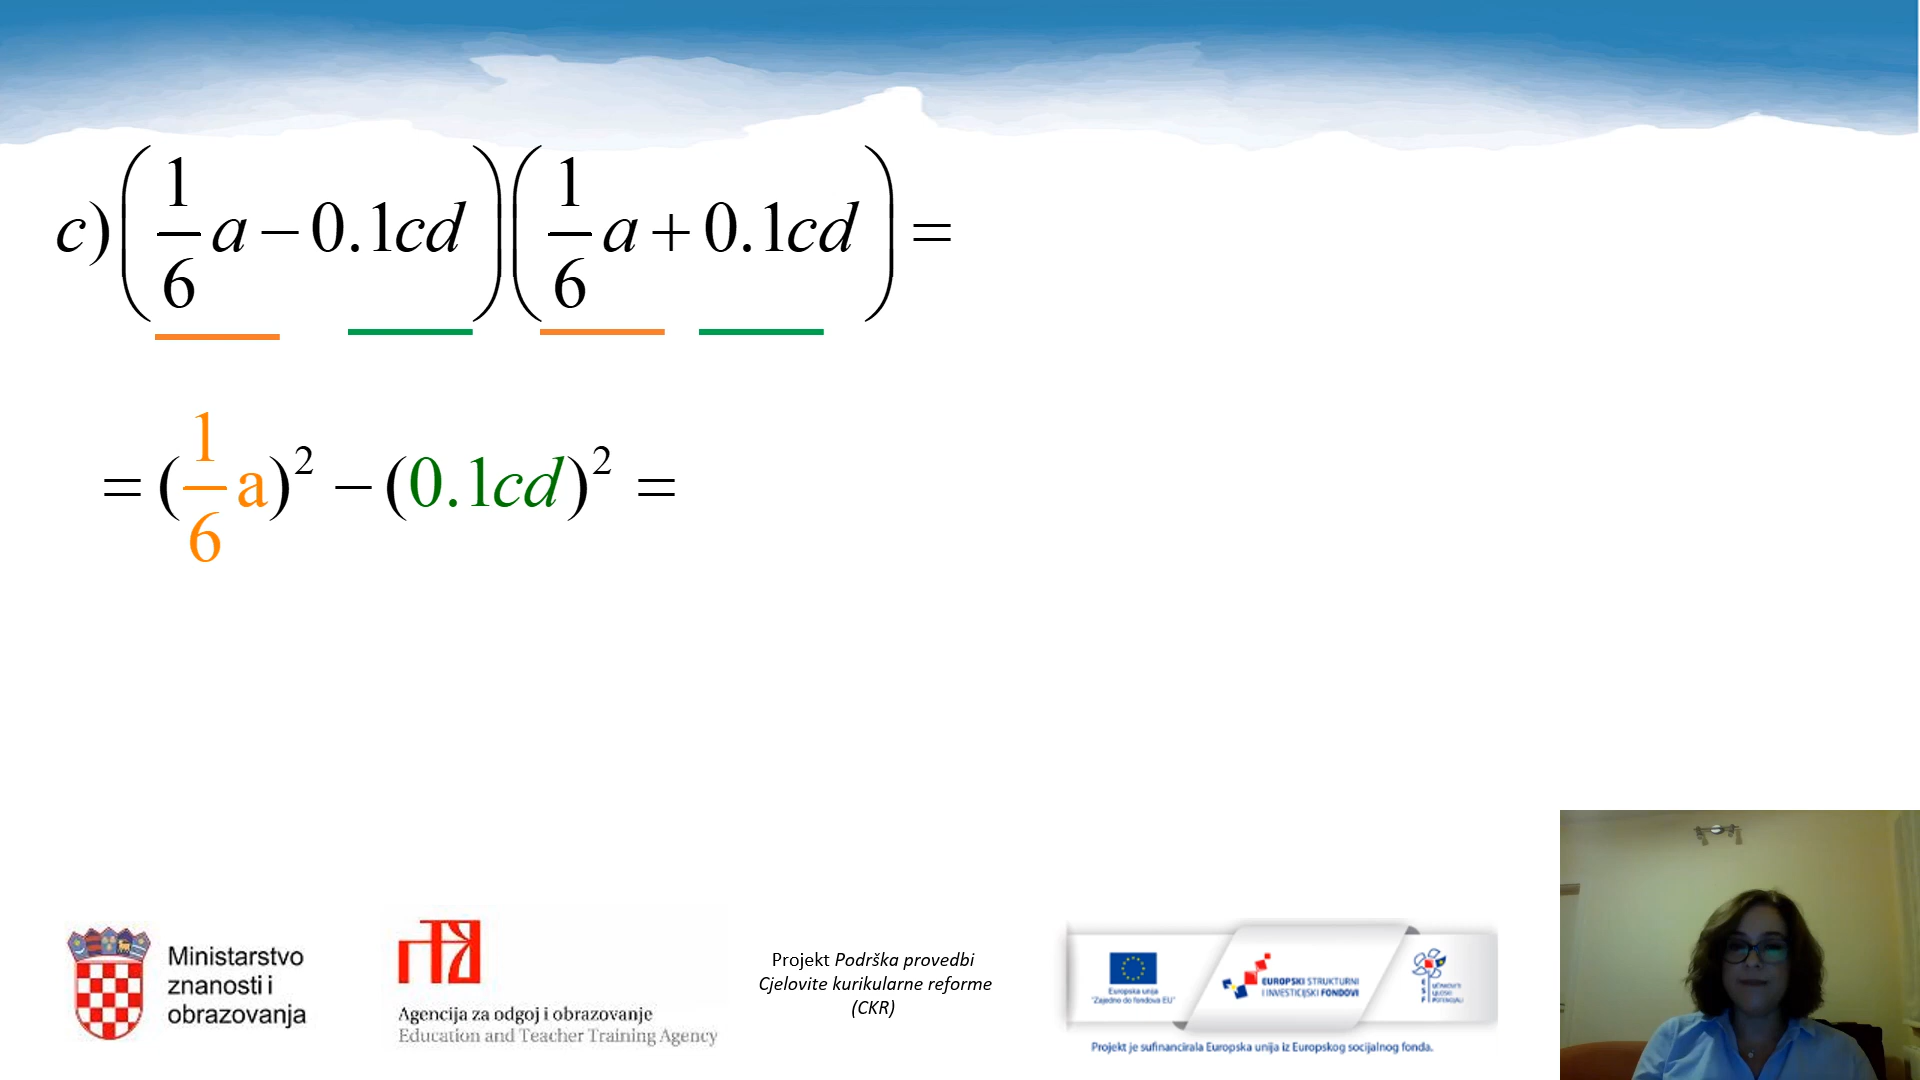 c) (1/6 a − 0.1cd)(1/6 a + 0.1cd) =
= (1/6 a)² − (0.1cd)² =
Ministarstvo
znanosti i
obrazovanja
Agencija za odgoj i obrazovanje
Education and Teacher Training Agency
Projekt Podrška provedbi
Cjelovite kurikularne reforme
(CKR)
Europska unija
"Zajedno do fondova EU"
EUROPSKI STRUKTURNI
I INVESTICIJSKI FONDOVI
Projekt je sufinancirala Europska unija iz Europskog socijalnog fonda.